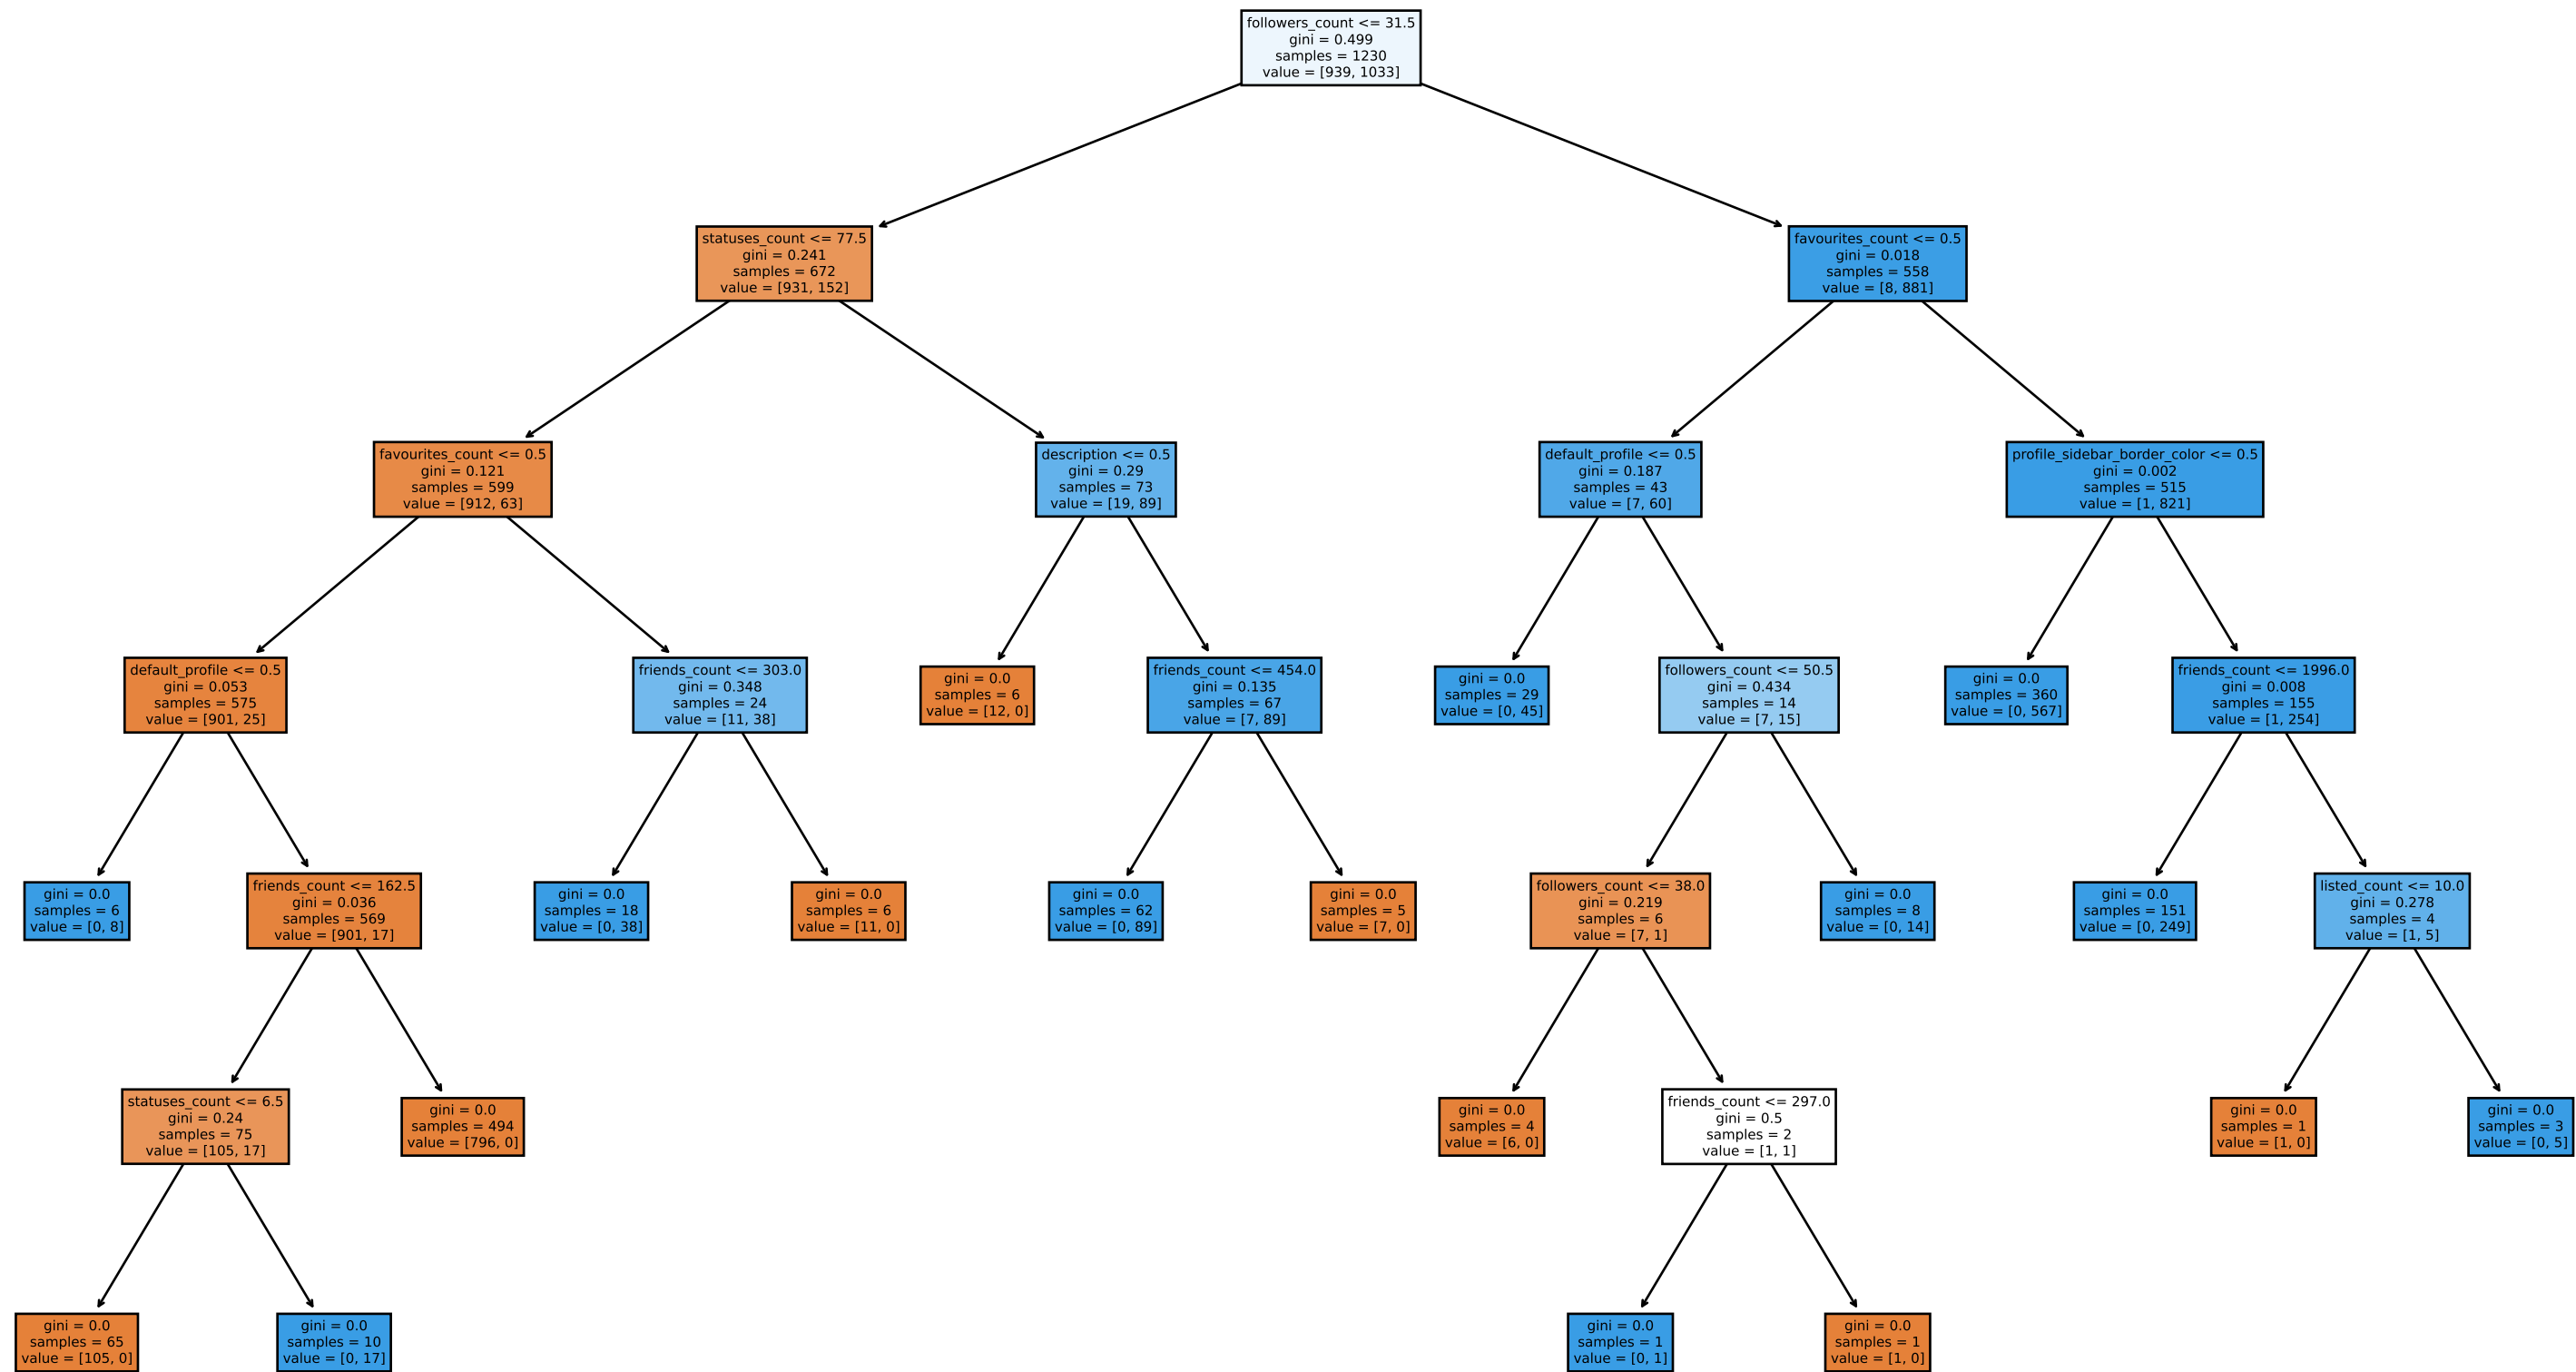 followers_count <= 31.5
gini = 0.499
samples = 1230
value = [939, 1033]
statuses_count <= 77.5
gini = 0.241
samples = 672
value = [931, 152]
favourites_count <= 0.5
gini = 0.018
samples = 558
value = [8, 881]
favourites_count <= 0.5
gini = 0.121
samples = 599
value = [912, 63]
description <= 0.5
gini = 0.29
samples = 73
value = [19, 89]
default_profile <= 0.5
gini = 0.187
samples = 43
value = [7, 60]
profile_sidebar_border_color <= 0.5
gini = 0.002
samples = 515
value = [1, 821]
default_profile <= 0.5
gini = 0.053
samples = 575
value = [901, 25]
friends_count <= 303.0
gini = 0.348
samples = 24
value = [11, 38]
gini = 0.0
samples = 6
value = [12, 0]
friends_count <= 454.0
gini = 0.135
samples = 67
value = [7, 89]
gini = 0.0
samples = 29
value = [0, 45]
followers_count <= 50.5
gini = 0.434
samples = 14
value = [7, 15]
gini = 0.0
samples = 360
value = [0, 567]
friends_count <= 1996.0
gini = 0.008
samples = 155
value = [1, 254]
gini = 0.0
samples = 6
value = [0, 8]
friends_count <= 162.5
gini = 0.036
samples = 569
value = [901, 17]
gini = 0.0
samples = 18
value = [0, 38]
gini = 0.0
samples = 6
value = [11, 0]
gini = 0.0
samples = 62
value = [0, 89]
gini = 0.0
samples = 5
value = [7, 0]
followers_count <= 38.0
gini = 0.219
samples = 6
value = [7, 1]
gini = 0.0
samples = 8
value = [0, 14]
gini = 0.0
samples = 151
value = [0, 249]
listed_count <= 10.0
gini = 0.278
samples = 4
value = [1, 5]
statuses_count <= 6.5
gini = 0.24
samples = 75
value = [105, 17]
gini = 0.0
samples = 494
value = [796, 0]
gini = 0.0
samples = 4
value = [6, 0]
friends_count <= 297.0
gini = 0.5
samples = 2
value = [1, 1]
gini = 0.0
samples = 1
value = [1, 0]
gini = 0.0
samples = 3
value = [0, 5]
gini = 0.0
samples = 65
value = [105, 0]
gini = 0.0
samples = 10
value = [0, 17]
gini = 0.0
samples = 1
value = [0, 1]
gini = 0.0
samples = 1
value = [1, 0]